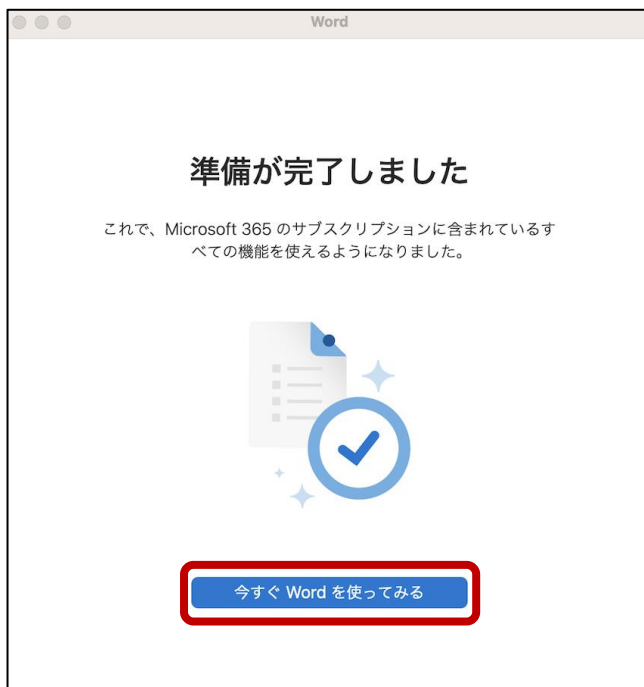 Word
準備が完了しました
これで、Microsoft 365 のサブスクリプションに含まれているす
べての機能を使えるようになりました。
今すぐ Word を使ってみる